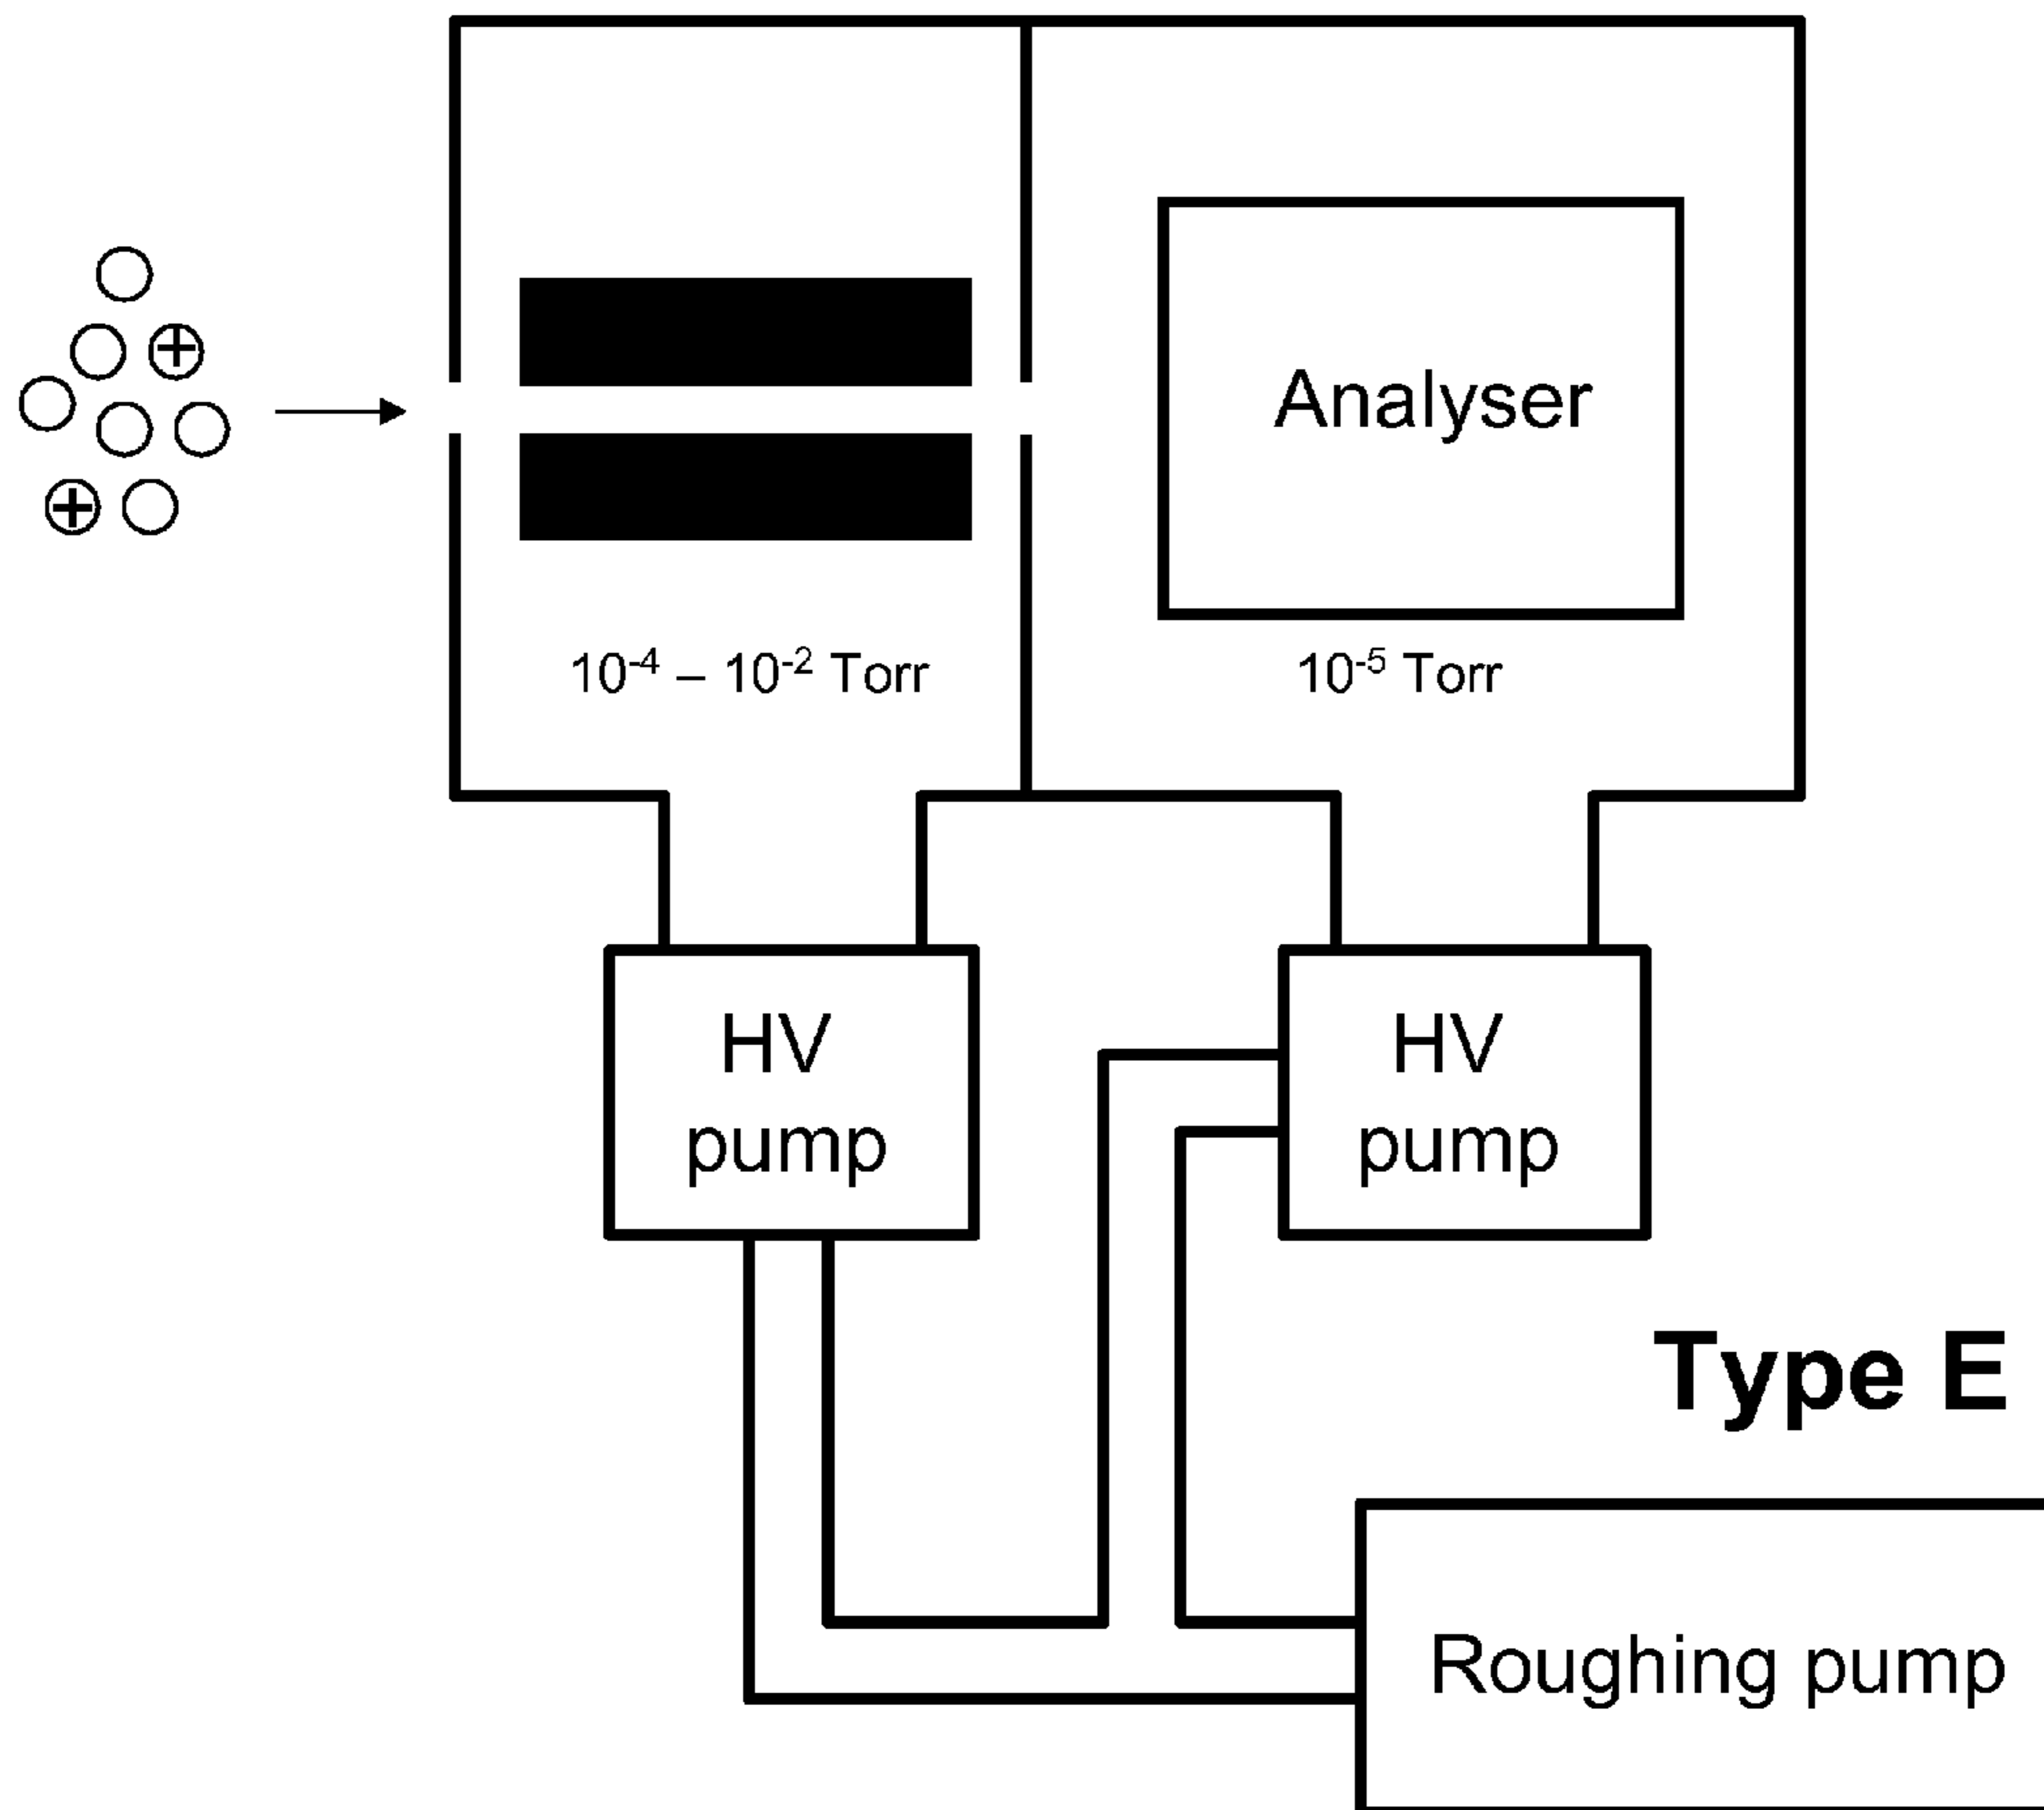 Analyser
10⁻⁴ – 10⁻² Torr
10⁻⁵ Torr
HV
pump
HV
pump
Type E
Roughing pump